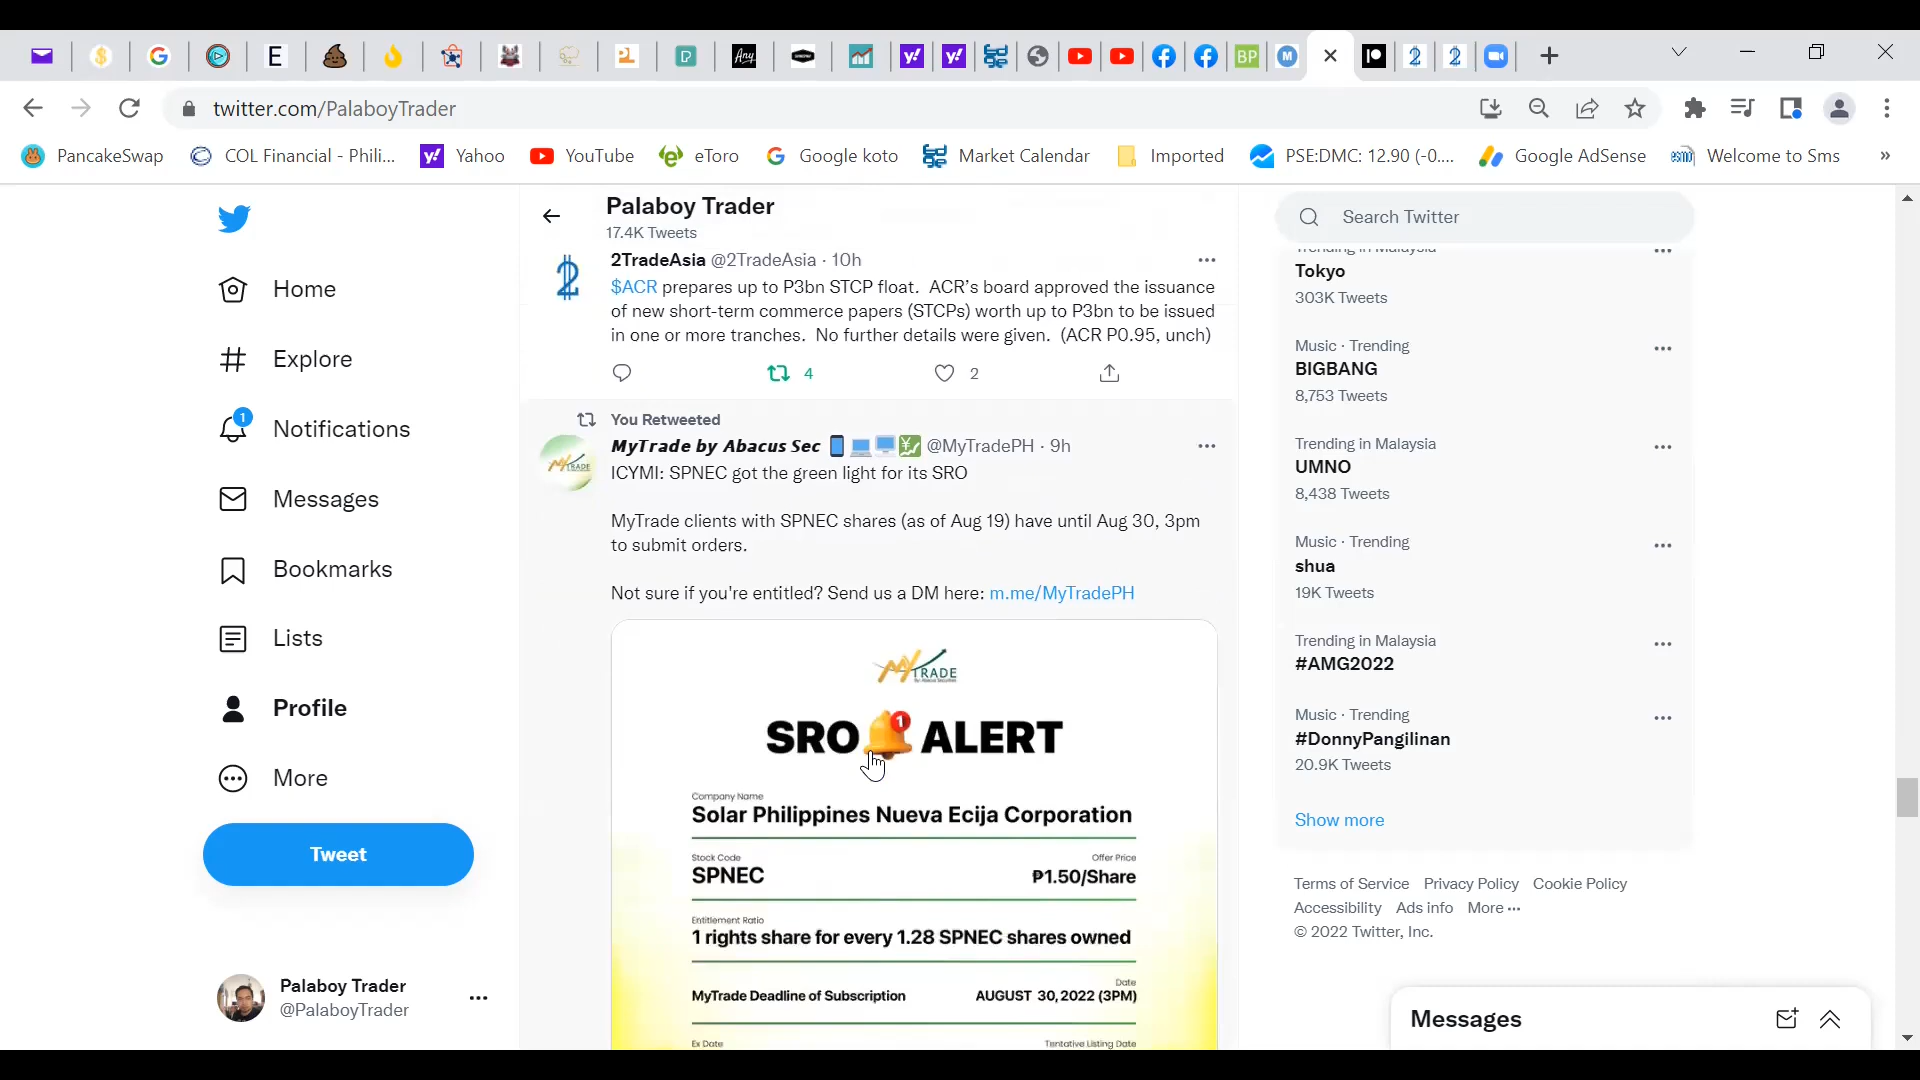 twitter.com/PalaboyTrader
PancakeSwap
COL Financial - Phili...
Yahoo
YouTube
eToro
Google koto
Market Calendar
Imported
PSE:DMC: 12.90 (-0....
Google AdSense
Welcome to Sms
»
Home
Explore
1
Notifications
Messages
Bookmarks
Lists
Profile
More
Tweet
Palaboy Trader
@PalaboyTrader
Palaboy Trader
17.4K Tweets
2TradeAsia @2TradeAsia · 10h
$ACR prepares up to P3bn STCP float. ACR’s board approved the issuance
of new short-term commerce papers (STCPs) worth up to P3bn to be issued
in one or more tranches. No further details were given. (ACR P0.95, unch)
4
2
You Retweeted
MyTrade by Abacus Sec @MyTradePH · 9h
ICYMI: SPNEC got the green light for its SRO
MyTrade clients with SPNEC shares (as of Aug 19) have until Aug 30, 3pm
to submit orders.
Not sure if you're entitled? Send us a DM here: m.me/MyTradePH
MYTRADE
by Abacus Securities
SRO 1 ALERT
Company Name
Solar Philippines Nueva Ecija Corporation
Stock Code
Offer Price
SPNEC
₱1.50/Share
Entitlement Ratio
1 rights share for every 1.28 SPNEC shares owned
Date
MyTrade Deadline of Subscription
AUGUST 30, 2022 (3PM)
Ex Date
Tentative Listing Date
Search Twitter
Trending in Malaysia
Tokyo
303K Tweets
Music · Trending
BIGBANG
8,753 Tweets
Trending in Malaysia
UMNO
8,438 Tweets
Music · Trending
shua
19K Tweets
Trending in Malaysia
#AMG2022
Music · Trending
#DonnyPangilinan
20.9K Tweets
Show more
Terms of Service Privacy Policy Cookie Policy
Accessibility Ads info More ···
© 2022 Twitter, Inc.
Messages